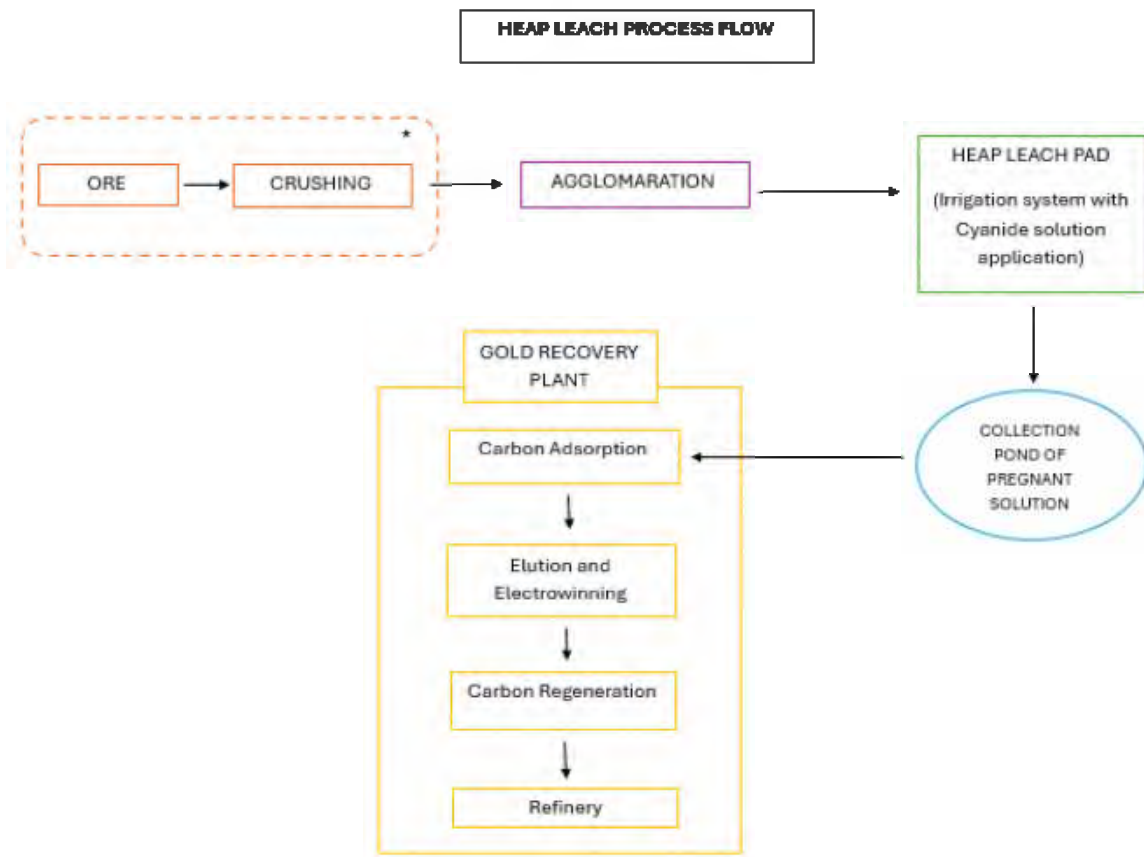 HEAP LEACH PROCESS FLOW
*
ORE
CRUSHING
AGGLOMARATION
HEAP LEACH PAD
(Irrigation system with
Cyanide solution
application)
COLLECTION
POND OF
PREGNANT
SOLUTION
GOLD RECOVERY
PLANT
Carbon Adsorption
Elution and
Electrowinning
Carbon Regeneration
Refinery